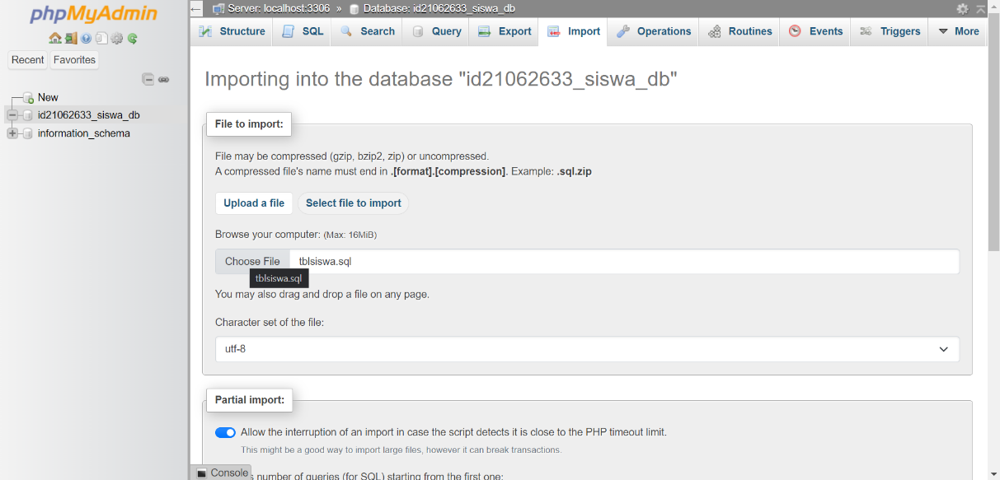 phpMyAdmin
Recent
Favorites
New
id21062633_siswa_db
information_schema
Server: localhost:3306 » Database: id21062633_siswa_db
Structure
SQL
Search
Query
Export
Import
Operations
Routines
Events
Triggers
More
Importing into the database "id21062633_siswa_db"
File to import:
File may be compressed (gzip, bzip2, zip) or uncompressed.
A compressed file's name must end in .[format].[compression]. Example: .sql.zip
Upload a file
Select file to import
Browse your computer: (Max: 16MiB)
Choose File
tblsiswa.sql
tblsiswa.sql
You may also drag and drop a file on any page.
Character set of the file:
utf-8
Partial import:
Allow the interruption of an import in case the script detects it is close to the PHP timeout limit.
This might be a good way to import large files, however it can break transactions.
Console
number of queries (for SQL) starting from the first one: